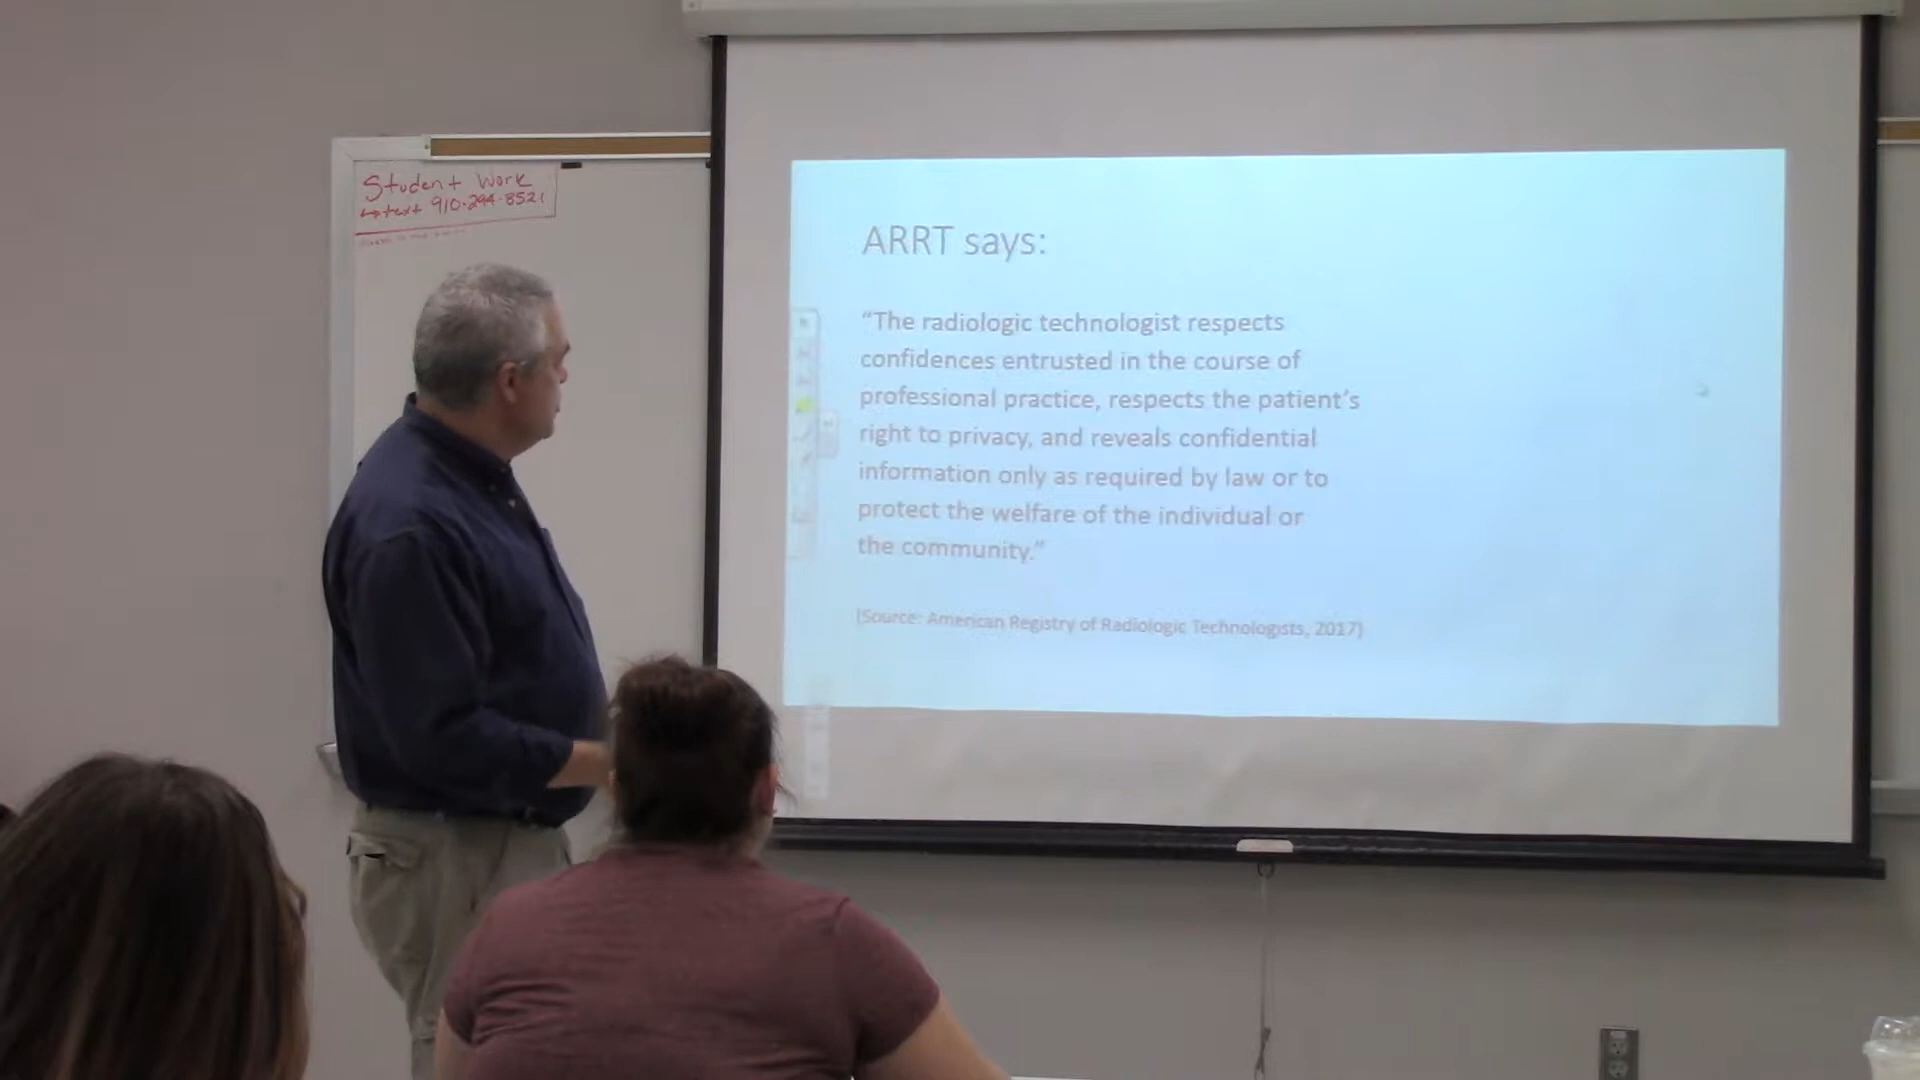 Student Work
→text 910-294-8521
ARRT says:
“The radiologic technologist respects
confidences entrusted in the course of
professional practice, respects the patient’s
right to privacy, and reveals confidential
information only as required by law or to
protect the welfare of the individual or
the community.”
(Source: American Registry of Radiologic Technologists, 2017)